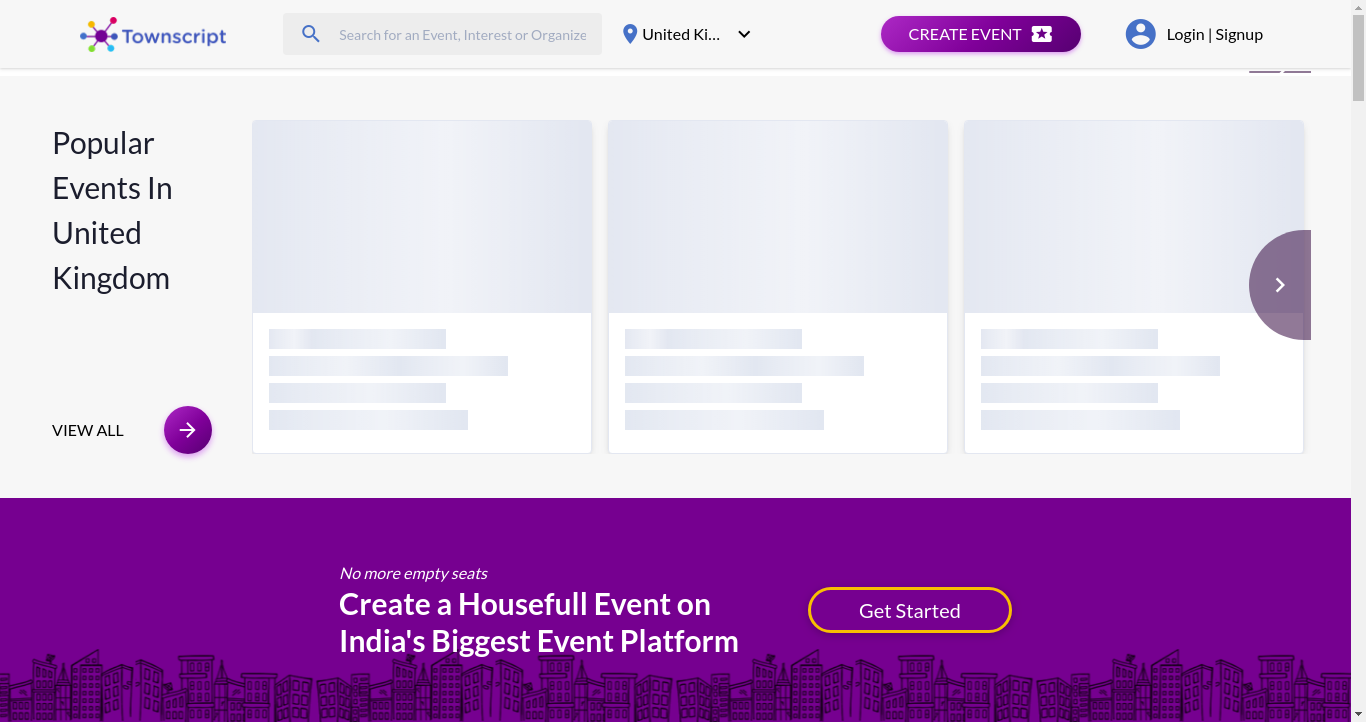 Townscript
Search for an Event, Interest or Organize
United Ki...
CREATE EVENT
Login | Signup
Popular
Events In
United
Kingdom
VIEW ALL
No more empty seats
Create a Housefull Event on
India's Biggest Event Platform
Get Started